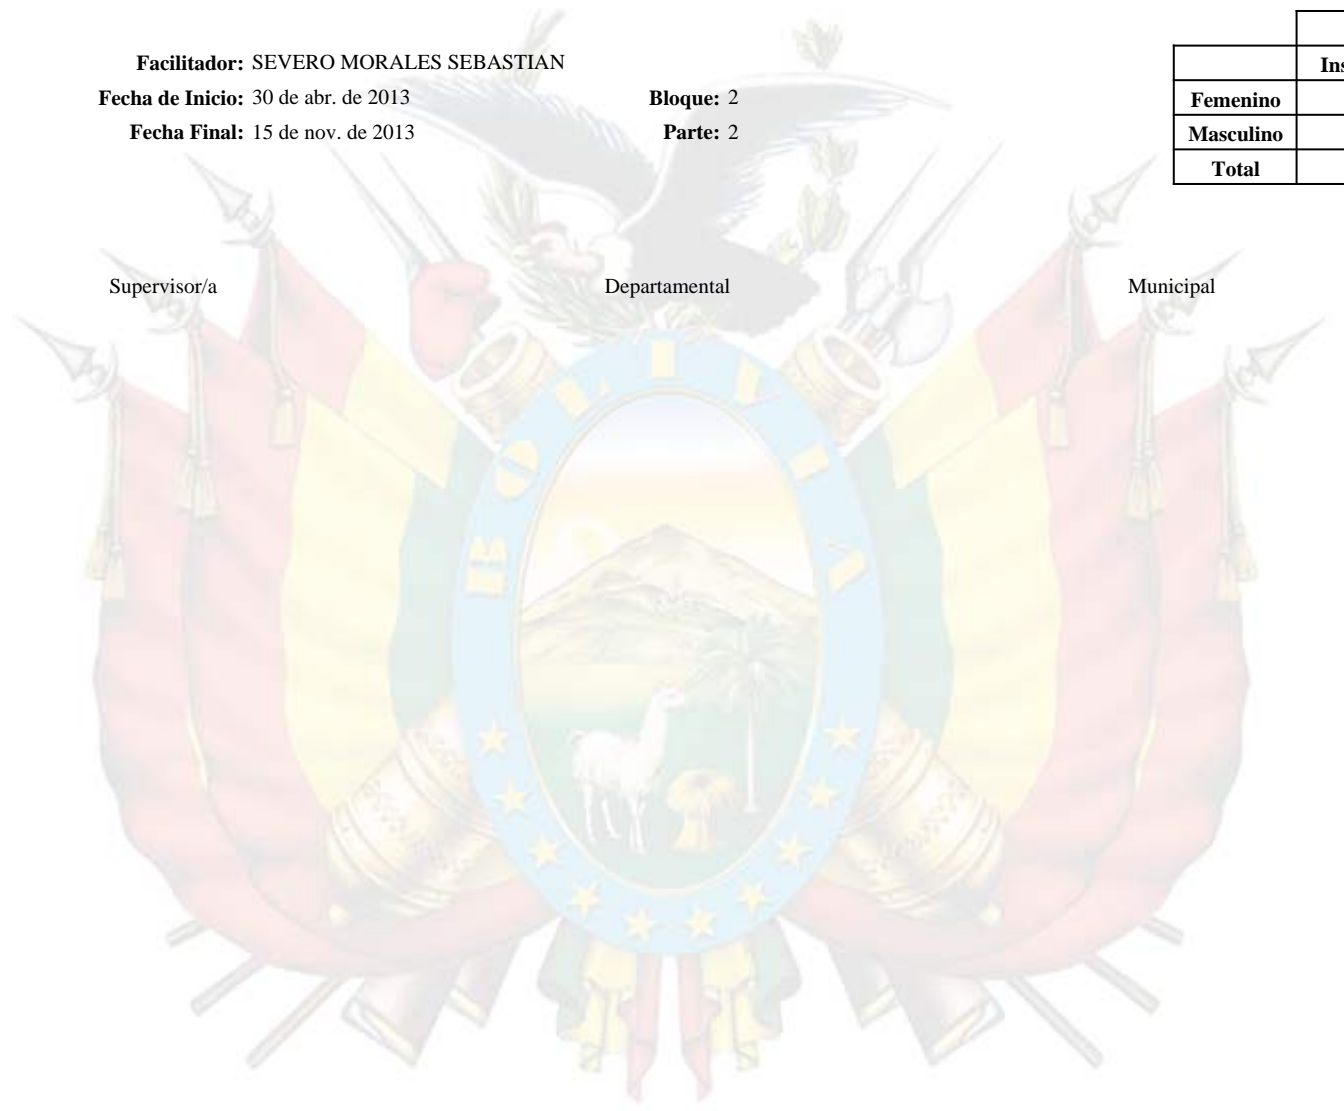 Facilitador: SEVERO MORALES SEBASTIAN
Fecha de Inicio: 30 de abr. de 2013 Bloque: 2
Fecha Final: 15 de nov. de 2013 Parte: 2
Femenino
Masculino
Total
Supervisor/a Departamental Municipal
BOLIVIA